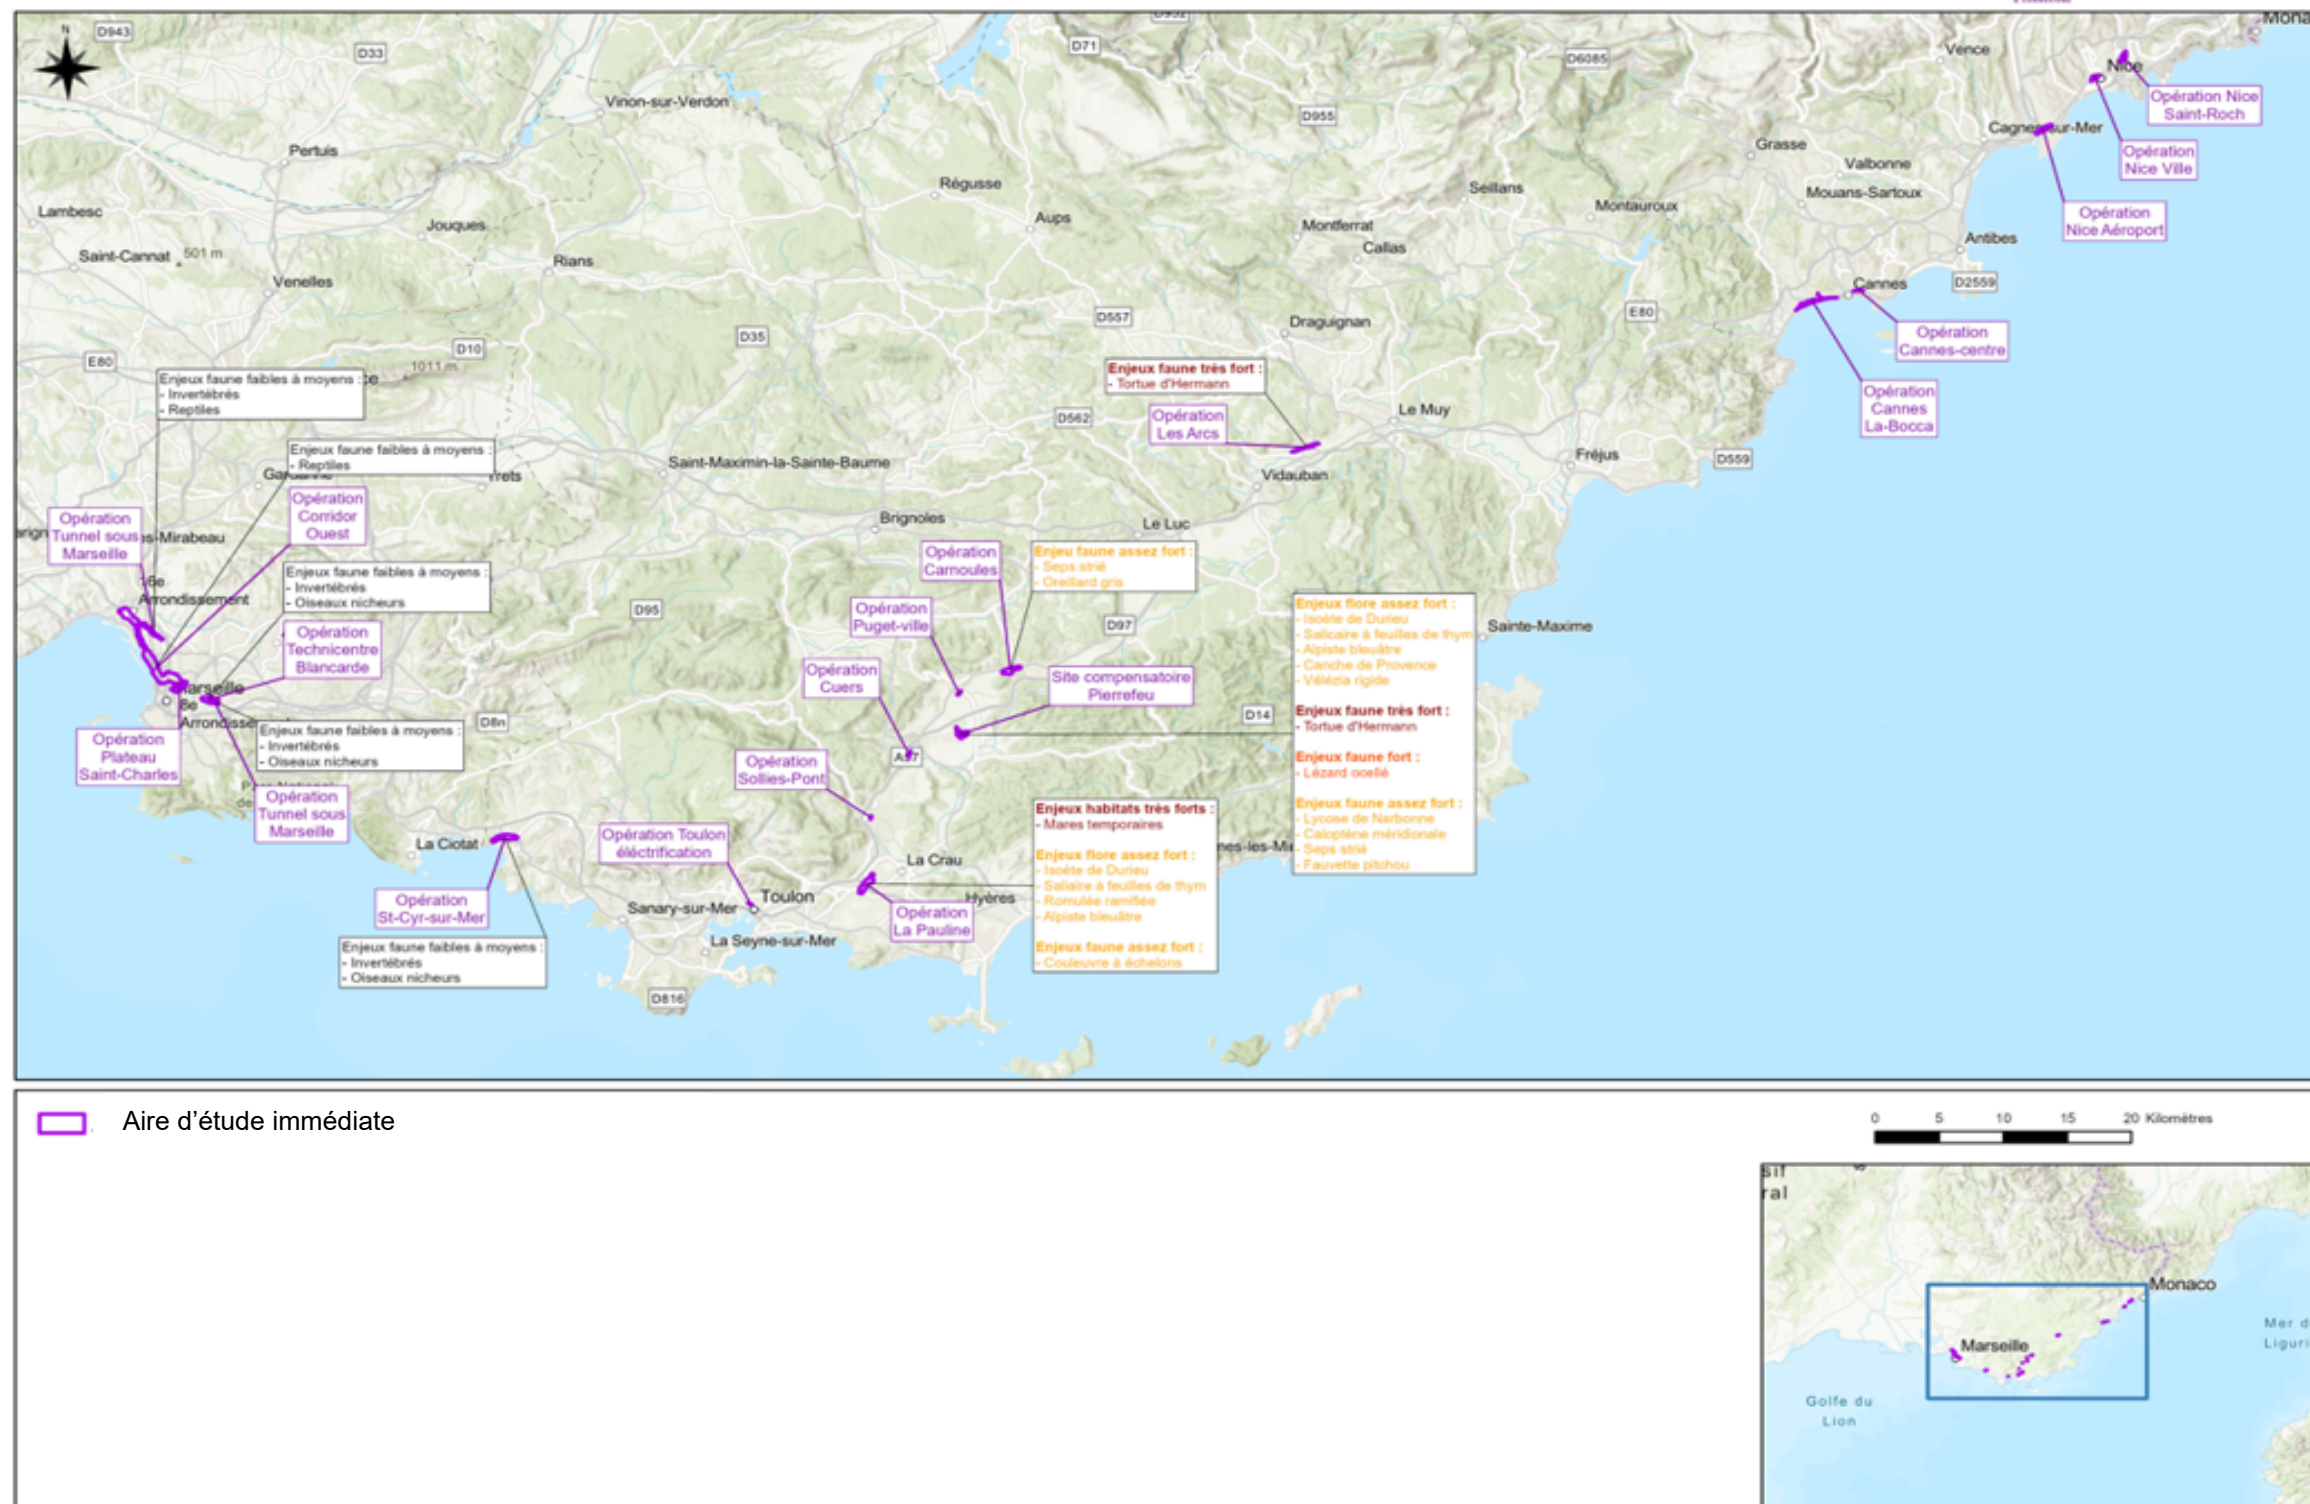 D952
Mona
N
D943
D33
D71
D6085
Vence
Nice
Vinon-sur-Verdon
D955
Opération Nice
Saint-Roch
Cagnes-sur-Mer
Pertuis
Grasse
Valbonne
Opération
Nice Ville
Régusse
Seillans
Mouans-Sartoux
Lambesc
Jouques
Aups
Montferrat
Montauroux
Opération
Nice Aéroport
Antibes
Callas
Saint-Cannat
501 m
Rians
Venelles
Cannes
D2559
D557
Draguignan
E80
Opération
Cannes-centre
D35
D10
E80
1011 m
Enjeux faune faibles à moyens :
- Invertébrés
- Reptiles
Enjeux faune très fort :
- Tortue d'Hermann
Opération
Cannes
La-Bocca
D562
Opération
Les Arcs
Le Muy
Enjeux faune faibles à moyens :
- Reptiles
Saint-Maximin-la-Sainte-Baume
Fréjus
D559
Vidauban
Opération
Corridor
Ouest
Opération
Tunnel sous
Marseille
s-Mirabeau
Brignoles
Le Luc
Opération
Carnoules
Enjeu faune assez fort :
- Seps strié
- Oreillard gris
16e
Arrondissement
Enjeux faune faibles à moyens :
- Invertébrés
- Oiseaux nicheurs
D95
Opération
Puget-ville
D97
Sainte-Maxime
Opération
Technicentre
Blancarde
Opération
Cuers
Site compensatoire
Pierrefeu
Enjeux flore assez fort :
- Isoète de Durieu
- Salicaire à feuilles de thym
- Alpiste bleuâtre
- Canche de Provence
- Vélézia rigide
Enjeux faune très fort :
- Tortue d'Hermann
Enjeux faune fort :
- Lézard ocellé
Enjeux faune assez fort :
- Lycose de Narbonne
- Caloptène méridionale
- Seps strié
- Fauvette pitchou
arseille
8e
D8n
D14
Enjeux faune faibles à moyens :
- Invertébrés
- Oiseaux nicheurs
Opération
Plateau
Saint-Charles
A57
Opération
Sollies-Pont
Opération
Tunnel sous
Marseille
La Ciotat
Opération Toulon
éléctrification
La Crau
Enjeux habitats très forts :
- Mares temporaires
Enjeux flore assez fort :
- Isoète de Durieu
- Saliaire à feuilles de thym
- Romulée ramifiée
- Alpiste bleuâtre
Enjeux faune assez fort :
- Couleuvre à échelons
Opération
St-Cyr-sur-Mer
Toulon
Sanary-sur-Mer
Hyères
Opération
La Pauline
La Seyne-sur-Mer
Enjeux faune faibles à moyens :
- Invertébrés
- Oiseaux nicheurs
D816
Aire d’étude immédiate
0 5 10 15 20 Kilomètres
sif
ral
Monaco
Marseille
Mer d
Liguri
Golfe du
Lion